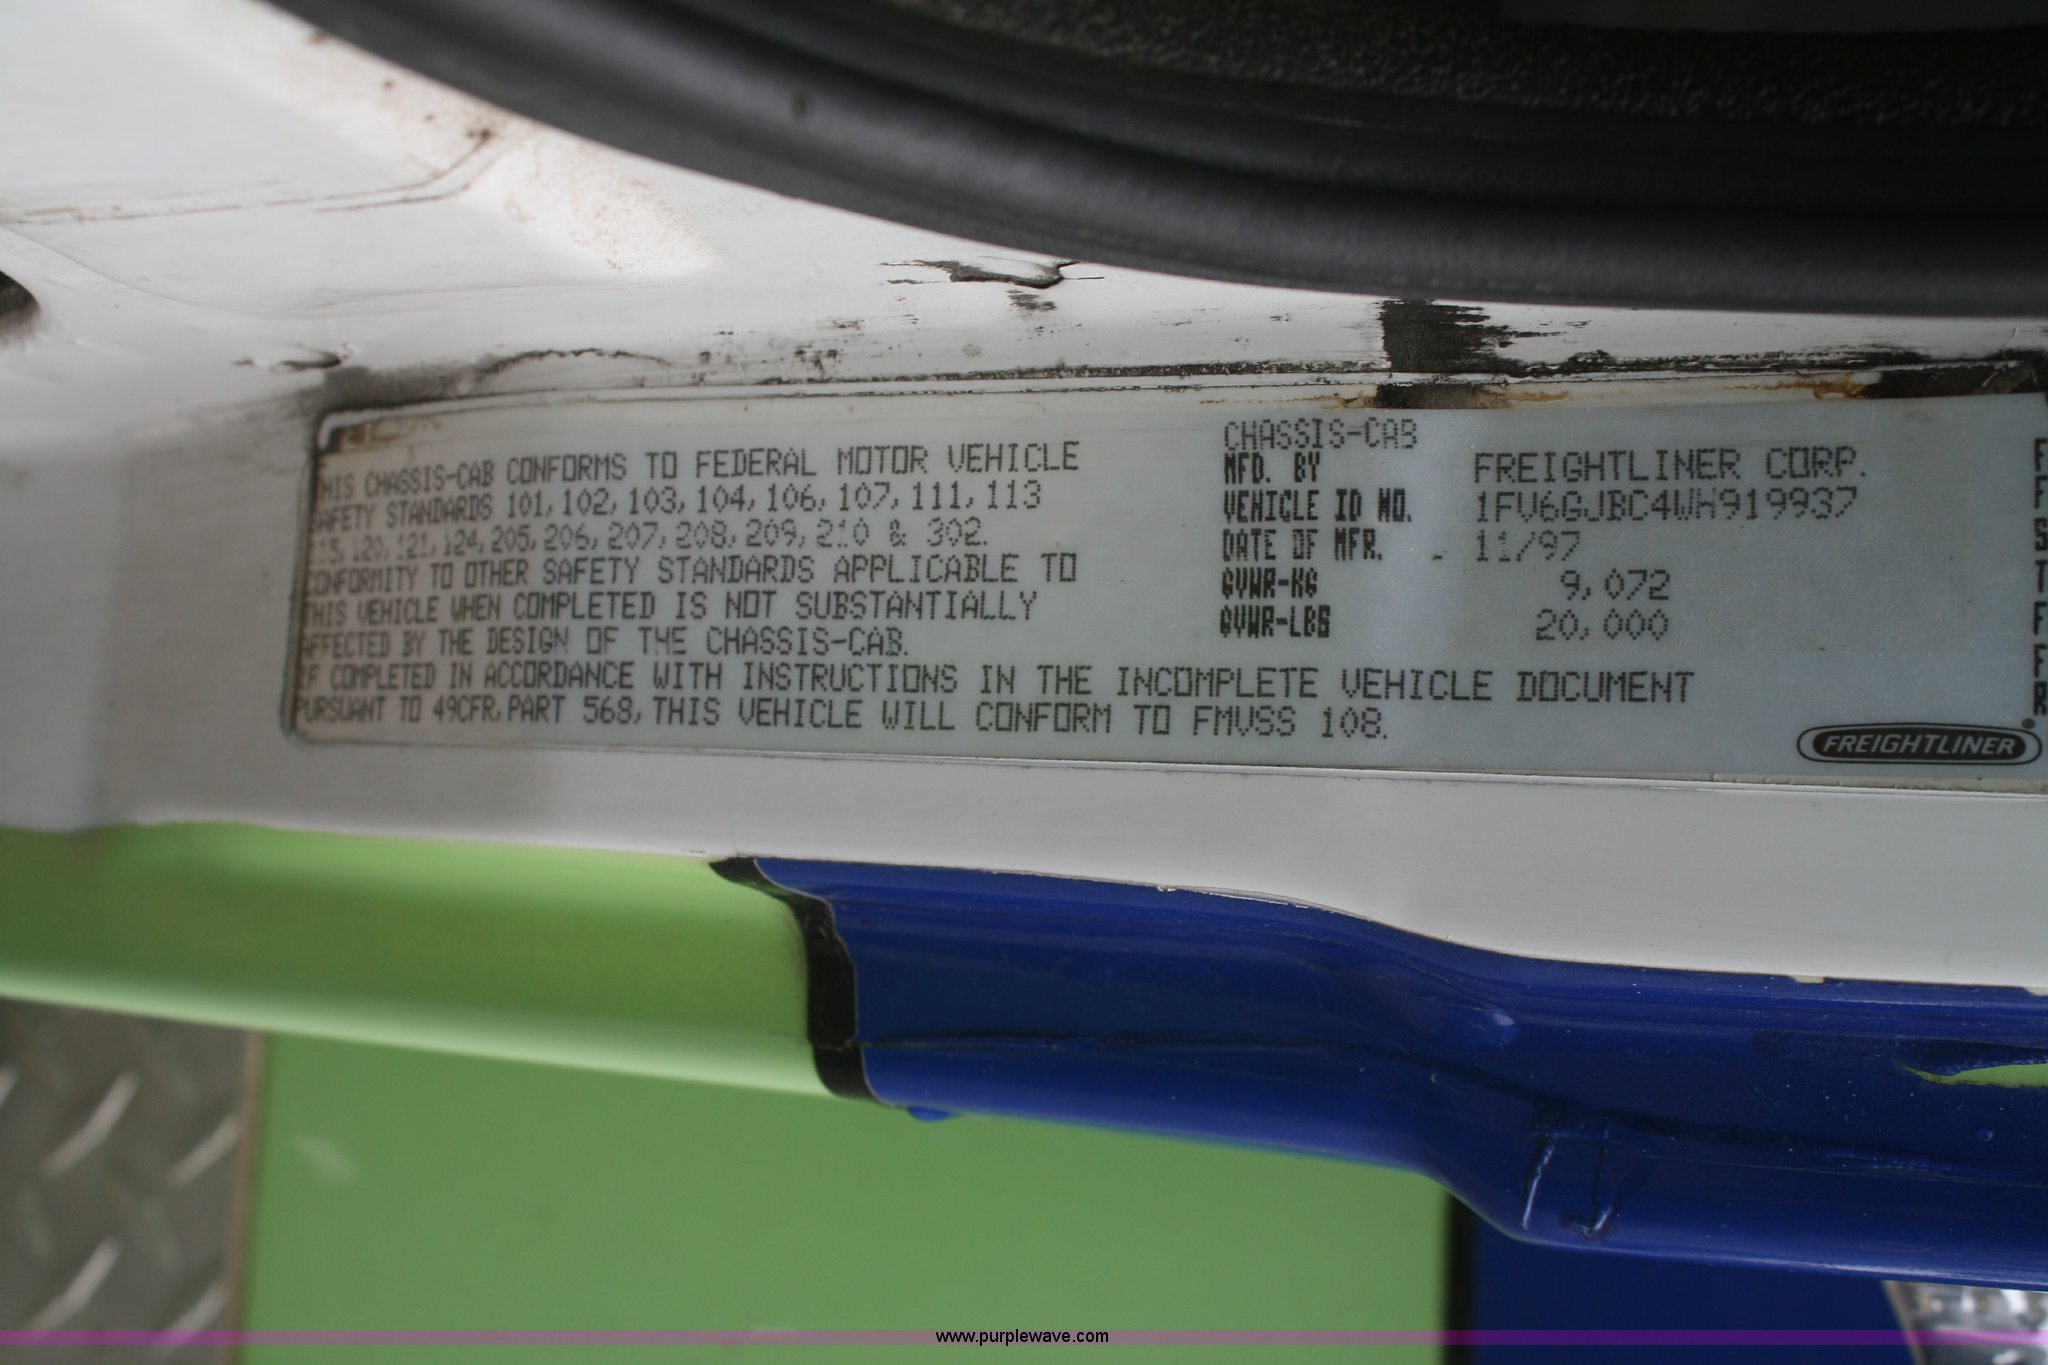 HIS CHASSIS-CAB CONFORMS TO FEDERAL MOTOR VEHICLE
SAFETY STANDARDS 101, 102, 103, 104, 106, 107, 111, 113
15, 120, 121, 124, 205, 206, 207, 208, 209, 210 & 302.
CONFORMITY TO OTHER SAFETY STANDARDS APPLICABLE TO
THIS VEHICLE WHEN COMPLETED IS NOT SUBSTANTIALLY
AFFECTED BY THE DESIGN OF THE CHASSIS-CAB.
IF COMPLETED IN ACCORDANCE WITH INSTRUCTIONS IN THE INCOMPLETE VEHICLE DOCUMENT
PURSUANT TO 49CFR, PART 568, THIS VEHICLE WILL CONFORM TO FMVSS 108.
CHASSIS-CAB
MFD. BY FREIGHTLINER CORP.
VEHICLE ID NO. 1FV6GJBC4WH919937
DATE OF MFR. - 11/97
GVWR-KG 9,072
GVWR-LBS 20,000
FREIGHTLINER®
www.purplewave.com